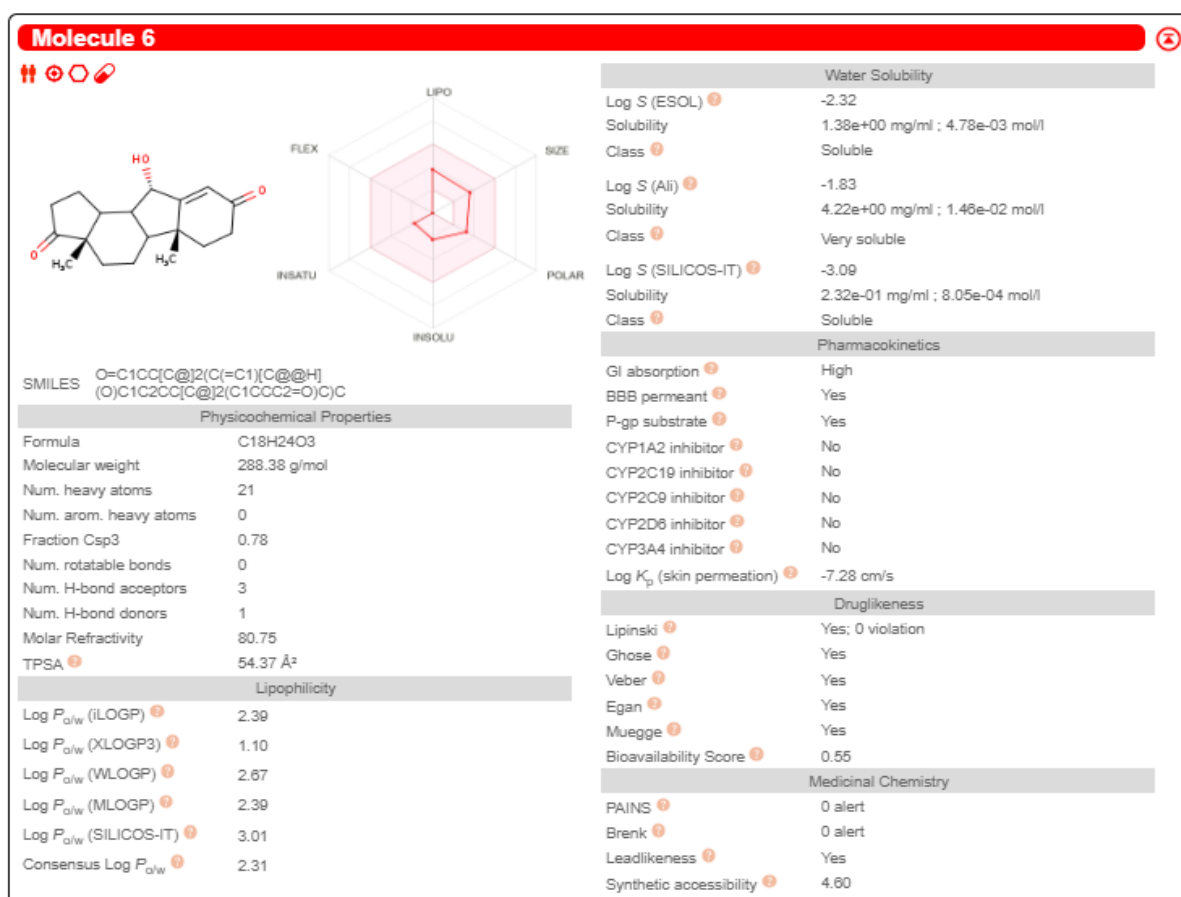 Molecule 6
LIPO
FLEX
SIZE
HO
O
O
H₃C
H₃C
INSATU
POLAR
INSOLU
SMILES O=C1CC[C@]2(C(=C1)[C@@H]
(O)C1C2CC[C@]2(C1CCC2=O)C)C
Physicochemical Properties
Formula C18H24O3
Molecular weight 288.38 g/mol
Num. heavy atoms 21
Num. arom. heavy atoms 0
Fraction Csp3 0.78
Num. rotatable bonds 0
Num. H-bond acceptors 3
Num. H-bond donors 1
Molar Refractivity 80.75
TPSA ? 54.37 Å²
Lipophilicity
Log Po/w (iLOGP) ? 2.39
Log Po/w (XLOGP3) ? 1.10
Log Po/w (WLOGP) ? 2.67
Log Po/w (MLOGP) ? 2.39
Log Po/w (SILICOS-IT) ? 3.01
Consensus Log Po/w ? 2.31
Water Solubility
Log S (ESOL) ? -2.32
Solubility 1.38e+00 mg/ml ; 4.78e-03 mol/l
Class ? Soluble
Log S (Ali) ? -1.83
Solubility 4.22e+00 mg/ml ; 1.46e-02 mol/l
Class ? Very soluble
Log S (SILICOS-IT) ? -3.09
Solubility 2.32e-01 mg/ml ; 8.05e-04 mol/l
Class ? Soluble
Pharmacokinetics
GI absorption ? High
BBB permeant ? Yes
P-gp substrate ? Yes
CYP1A2 inhibitor ? No
CYP2C19 inhibitor ? No
CYP2C9 inhibitor ? No
CYP2D6 inhibitor ? No
CYP3A4 inhibitor ? No
Log Kp (skin permeation) ? -7.28 cm/s
Druglikeness
Lipinski ? Yes; 0 violation
Ghose ? Yes
Veber ? Yes
Egan ? Yes
Muegge ? Yes
Bioavailability Score ? 0.55
Medicinal Chemistry
PAINS ? 0 alert
Brenk ? 0 alert
Leadlikeness ? Yes
Synthetic accessibility ? 4.60